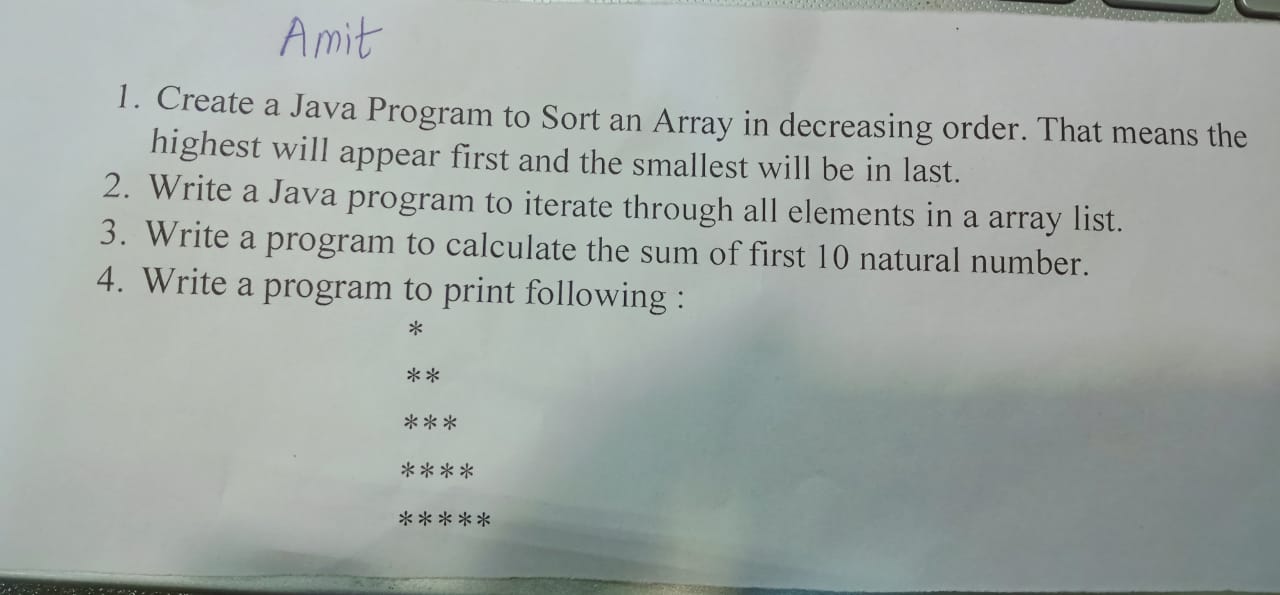 Amit
1. Create a Java Program to Sort an Array in decreasing order. That means the
highest will appear first and the smallest will be in last.
2. Write a Java program to iterate through all elements in a array list.
3. Write a program to calculate the sum of first 10 natural number.
4. Write a program to print following :
*
**
***
****
*****